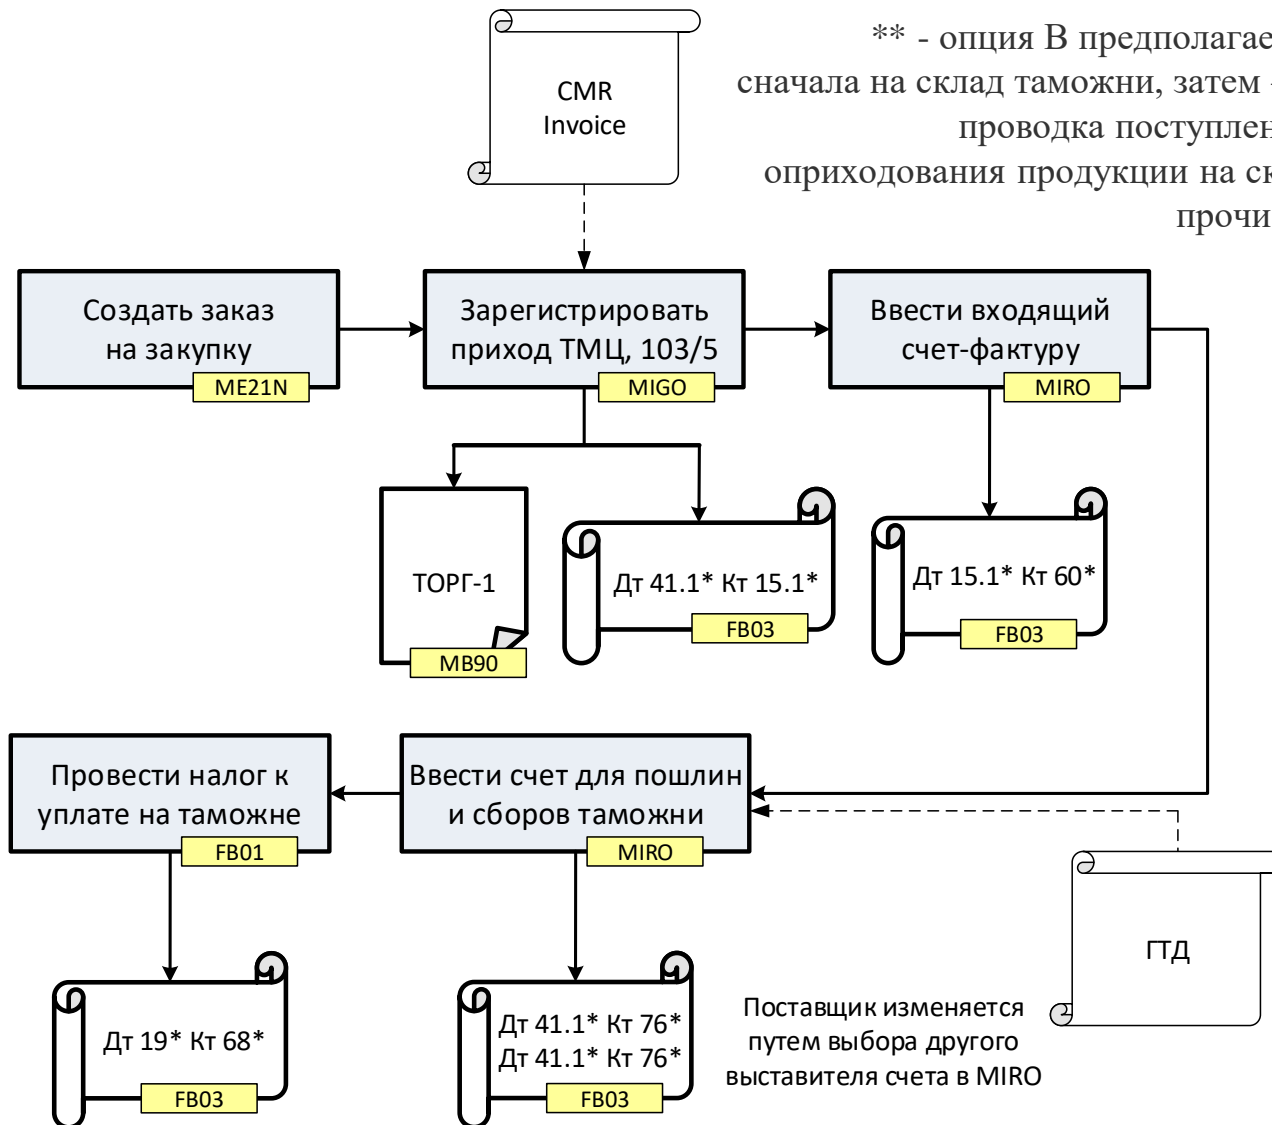 CMR
Invoice
** - опция В предполагае
сначала на склад таможни, затем -
проводка поступлен
оприходования продукции на ск
прочи
Создать заказ
на закупку
ME21N
Зарегистрировать
приход ТМЦ, 103/5
MIGO
Ввести входящий
счет-фактуру
MIRO
ТОРГ-1
MB90
Дт 41.1* Кт 15.1*
FB03
Дт 15.1* Кт 60*
FB03
Провести налог к
уплате на таможне
FB01
Ввести счет для пошлин
и сборов таможни
MIRO
ГТД
Дт 19* Кт 68*
FB03
Дт 41.1* Кт 76*
Дт 41.1* Кт 76*
FB03
Поставщик изменяется
путем выбора другого
выставителя счета в MIRO